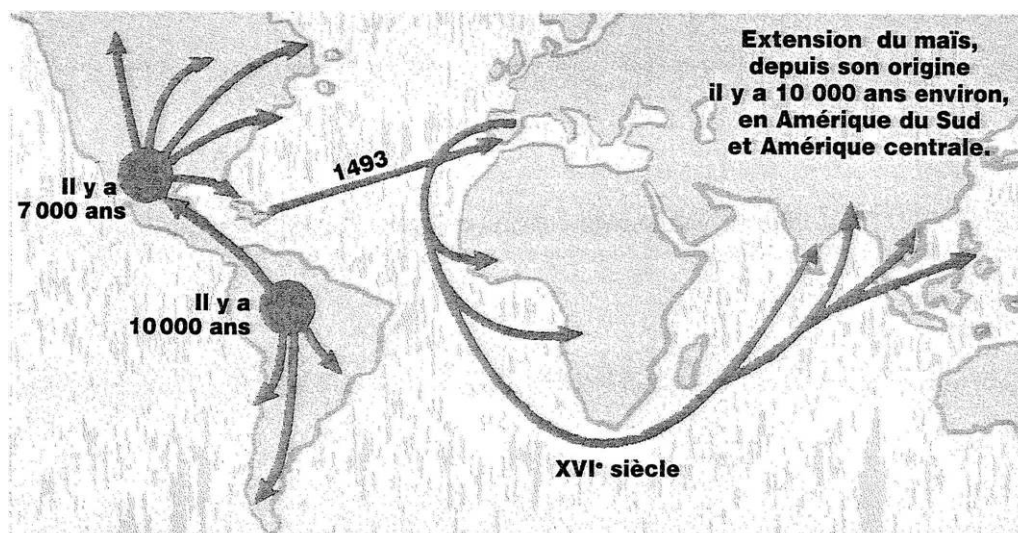 Extension du maïs,
depuis son origine
il y a 10 000 ans environ,
en Amérique du Sud
et Amérique centrale.
1493
Il y a
7 000 ans
Il y a
10 000 ans
XVIᵉ siècle